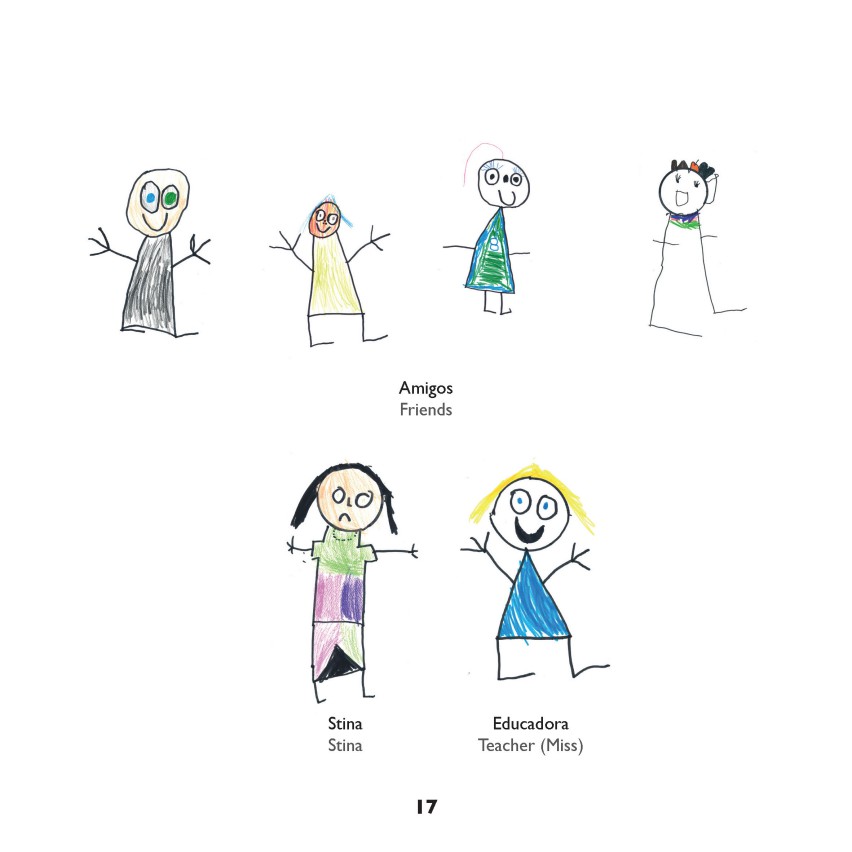 Amigos
Friends
Stina
Stina
Educadora
Teacher (Miss)
17